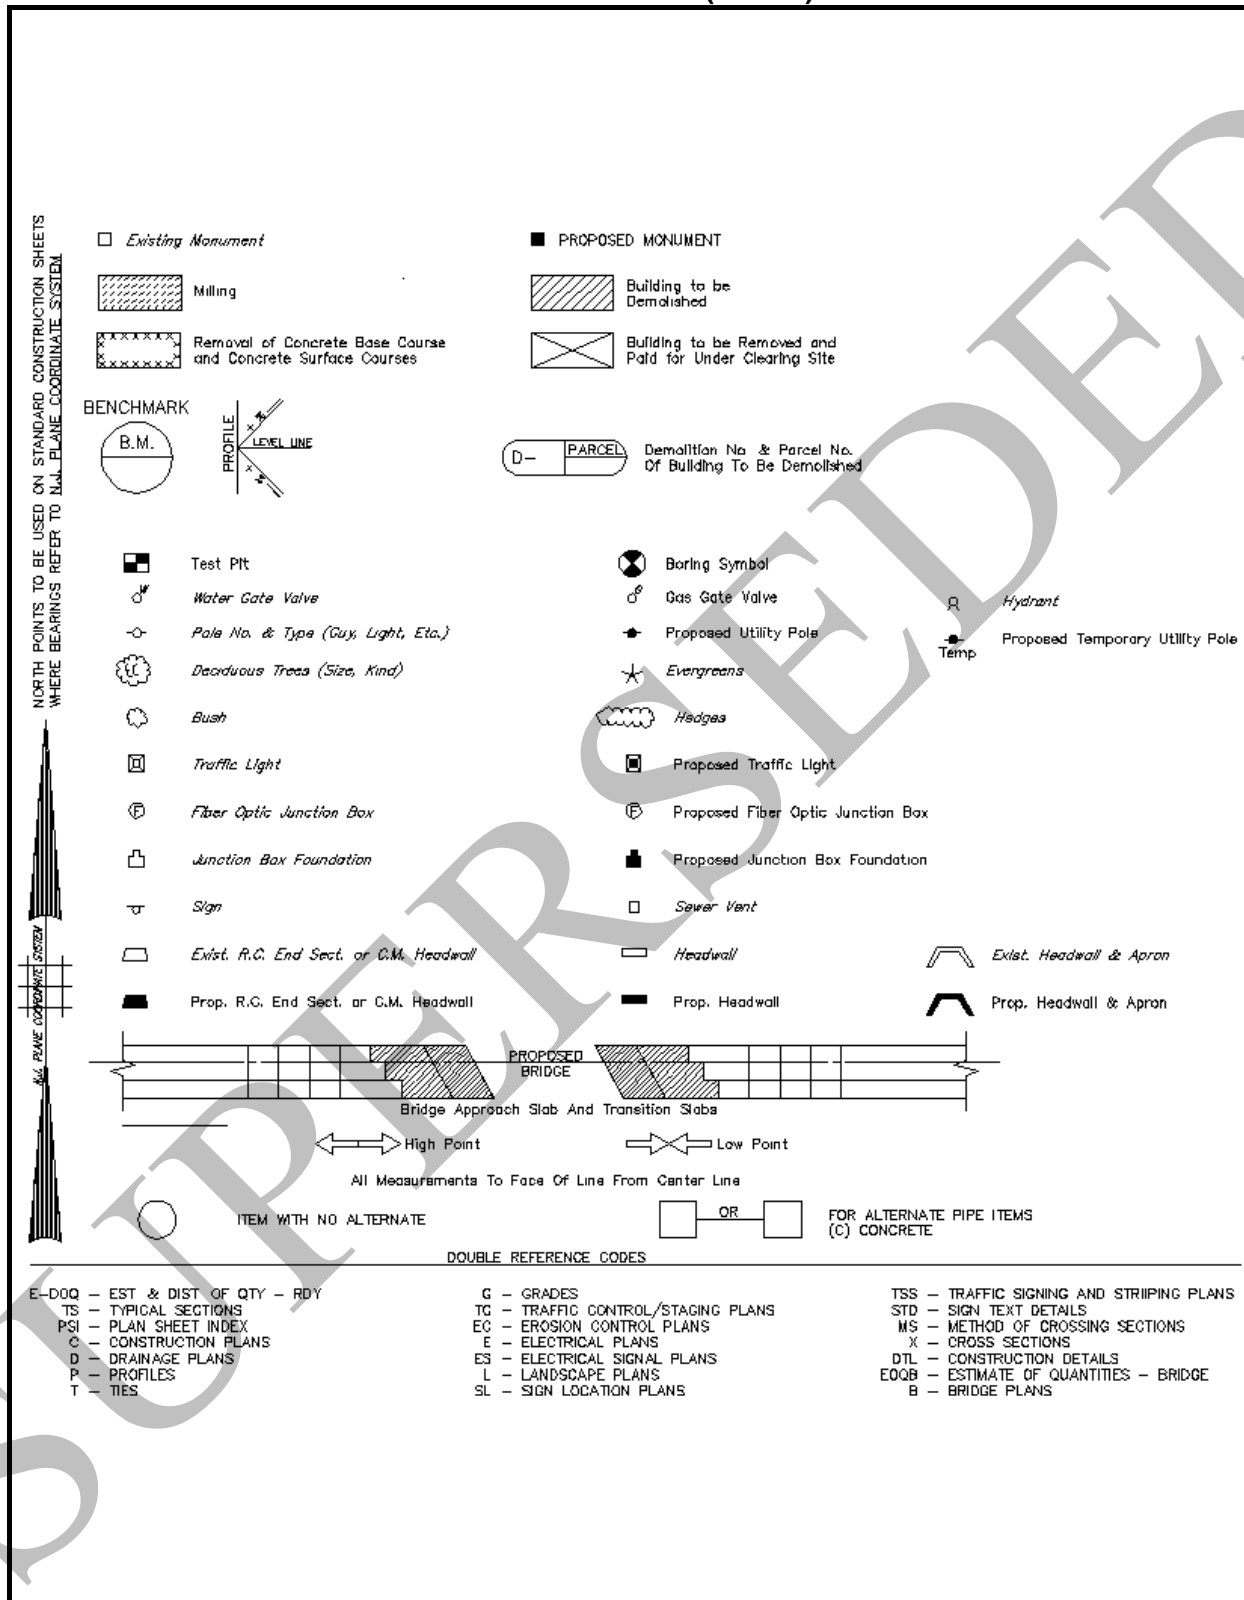 NORTH POINTS TO BE USED ON STANDARD CONSTRUCTION SHEETS
WHERE BEARINGS REFER TO N.J. PLANE COORDINATE SYSTEM
N.J. PLANE COORDINATE SYSTEM
Existing Monument
PROPOSED MONUMENT
Milling
Building to be
Demolished
Removal of Concrete Base Course
and Concrete Surface Courses
Building to be Removed and
Paid for Under Clearing Site
BENCHMARK
B.M.
PROFILE
LEVEL LINE
D-
PARCEL
Demolition No & Parcel No.
Of Building To Be Demolished
Test Pit
Boring Symbol
Water Gate Valve
Gas Gate Valve
Hydrant
Pole No. & Type (Guy, Light, Etc.)
Proposed Utility Pole
Temp
Proposed Temporary Utility Pole
Deciduous Trees (Size, Kind)
Evergreens
Bush
Hedges
Traffic Light
Proposed Traffic Light
F
Fiber Optic Junction Box
F
Proposed Fiber Optic Junction Box
Junction Box Foundation
Proposed Junction Box Foundation
Sign
Sewer Vent
Exist. R.C. End Sect. or C.M. Headwall
Headwall
Exist. Headwall & Apron
Prop. R.C. End Sect. or C.M. Headwall
Prop. Headwall
Prop. Headwall & Apron
PROPOSED
BRIDGE
Bridge Approach Slab And Transition Slabs
High Point
Low Point
All Measurements To Face Of Line From Center Line
ITEM WITH NO ALTERNATE
OR
FOR ALTERNATE PIPE ITEMS
(C) CONCRETE
DOUBLE REFERENCE CODES
E-DOQ - EST & DIST OF QTY - RDY
TS - TYPICAL SECTIONS
PSI - PLAN SHEET INDEX
C - CONSTRUCTION PLANS
D - DRAINAGE PLANS
P - PROFILES
T - TIES
G - GRADES
TC - TRAFFIC CONTROL/STAGING PLANS
EC - EROSION CONTROL PLANS
E - ELECTRICAL PLANS
ES - ELECTRICAL SIGNAL PLANS
L - LANDSCAPE PLANS
SL - SIGN LOCATION PLANS
TSS - TRAFFIC SIGNING AND STRIIPING PLANS
STD - SIGN TEXT DETAILS
MS - METHOD OF CROSSING SECTIONS
X - CROSS SECTIONS
DTL - CONSTRUCTION DETAILS
EOQB - ESTIMATE OF QUANTITIES - BRIDGE
B - BRIDGE PLANS
SUPERSEDED